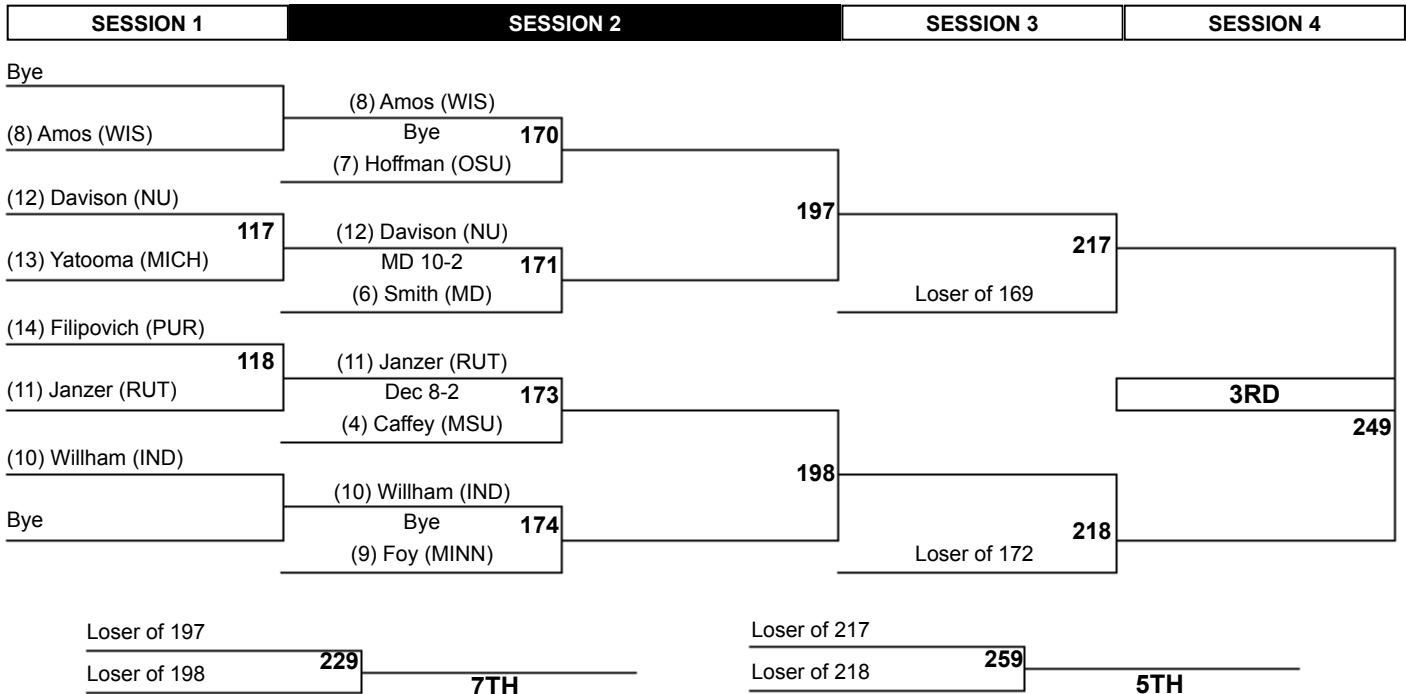 SESSION 1
SESSION 2
SESSION 3
SESSION 4
Bye
(8) Amos (WIS)
(12) Davison (NU)
117
(13) Yatooma (MICH)
(14) Filipovich (PUR)
118
(11) Janzer (RUT)
(10) Willham (IND)
Bye
(8) Amos (WIS)
Bye
170
(7) Hoffman (OSU)
(12) Davison (NU)
MD 10-2
171
(6) Smith (MD)
(11) Janzer (RUT)
Dec 8-2
173
(4) Caffey (MSU)
(10) Willham (IND)
Bye
174
(9) Foy (MINN)
197
198
217
Loser of 169
218
Loser of 172
3RD
249
Loser of 197
229
Loser of 198
7TH
Loser of 217
259
Loser of 218
5TH